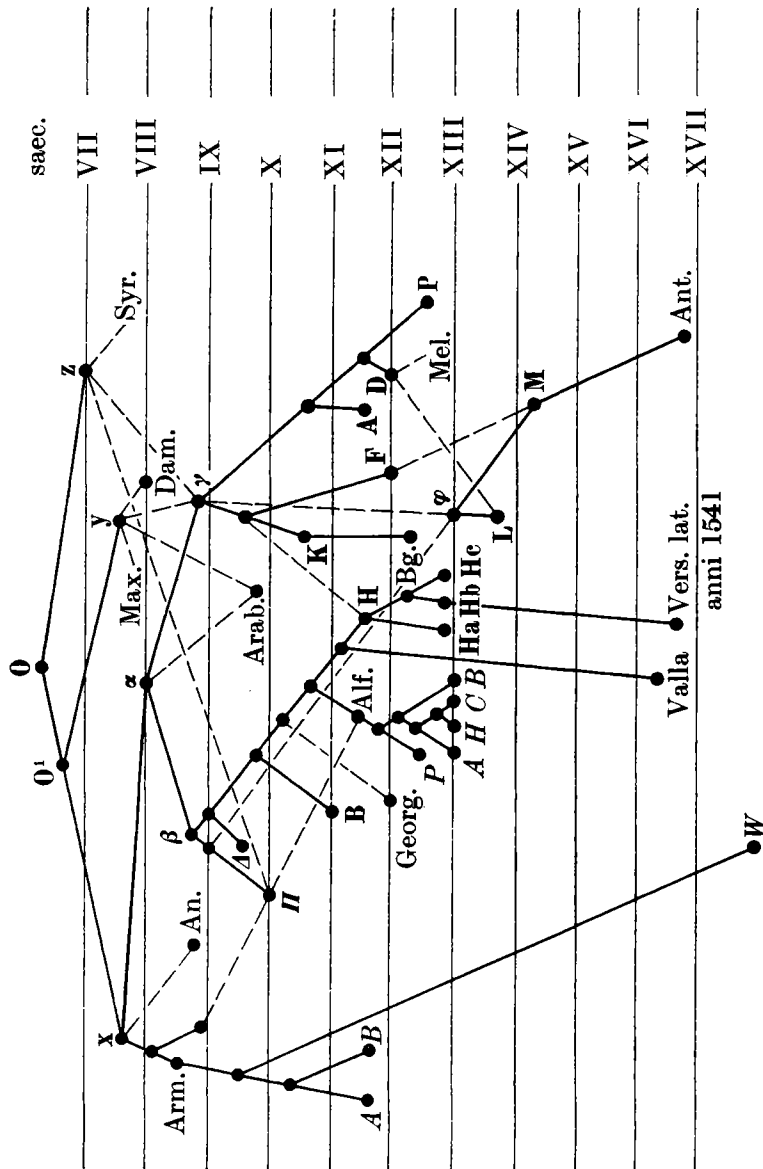 O saec.
O¹
z VII
x y
α Max. Syr. VIII
Dam.
β γ
Arm. An. IX
Δ Arab.
Π X
K
B XI
A B Alf. H A D F
Georg. Bg. XII
P φ Mel. P
A H C B Ha Hb Hc XIII
L XIV
M
XV
XVI
Valla Vers. lat. Ant.
anni 1541 XVII
W